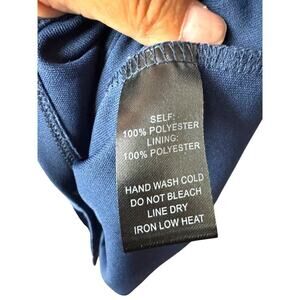 SELF:
100% POLYESTER
LINING:
100% POLYESTER
HAND WASH COLD
DO NOT BLEACH
LINE DRY
IRON LOW HEAT